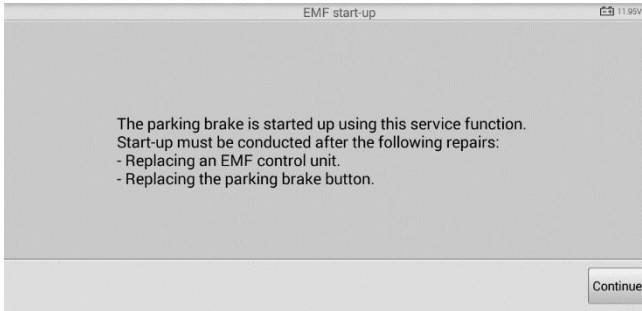 EMF start-up
11.95V
The parking brake is started up using this service function.
Start-up must be conducted after the following repairs:
- Replacing an EMF control unit.
- Replacing the parking brake button.
Continue